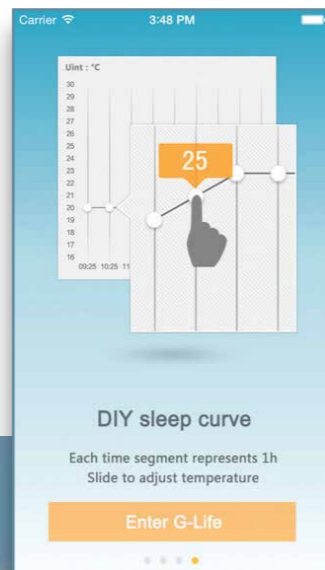 Carrier 3:48 PM
Uint : °C
30
29
28
27
26
25
24
23
22
21
20
19
18
17
16
09:25 10:25 11
25
DIY sleep curve
Each time segment represents 1h
Slide to adjust temperature
Enter G-Life